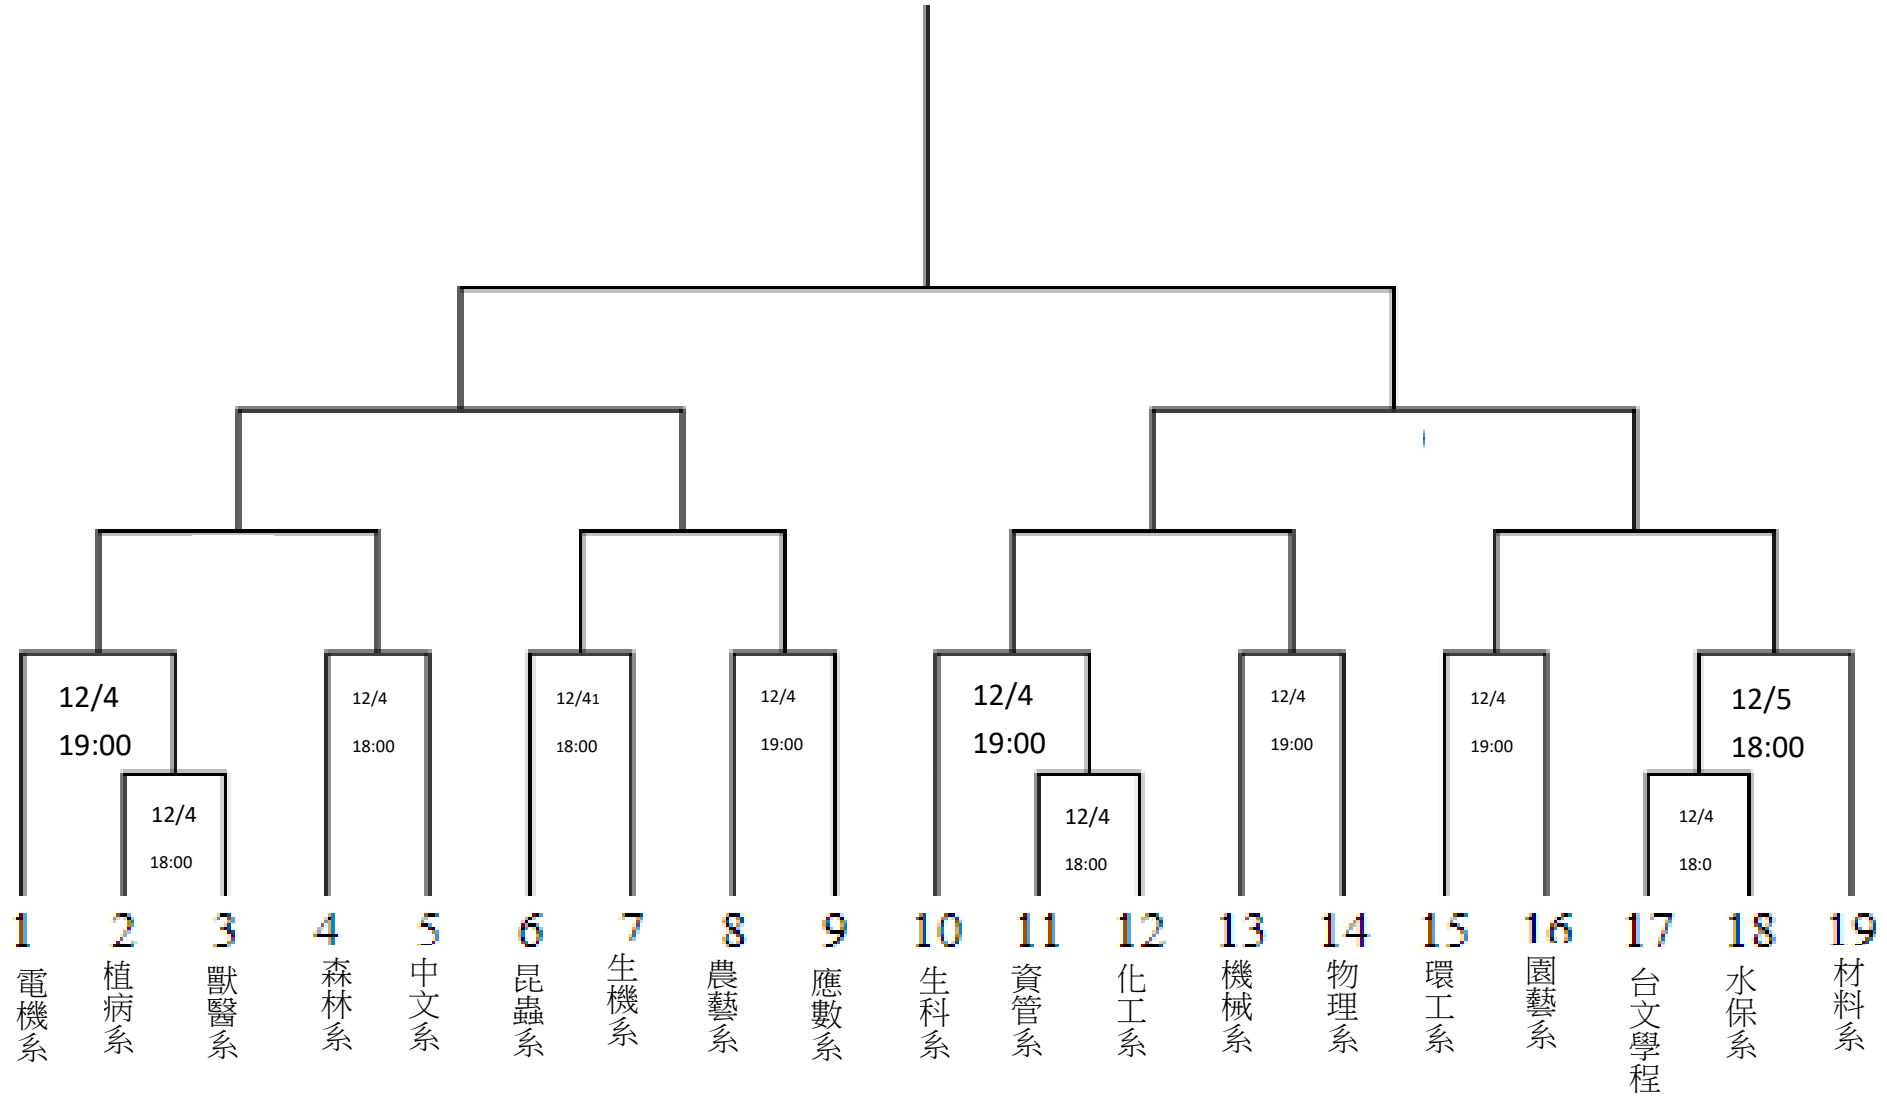 12/4
19:00
12/4
18:00
12/41
18:00
12/4
19:00
12/4
19:00
12/4
19:00
12/4
19:00
12/5
18:00
12/4
18:00
12/4
18:00
12/4
18:0
1 2 3 4 5 6 7 8 9 10 11 12 13 14 15 16 17 18 19
電機系
植病系
獸醫系
森林系
中文系
昆蟲系
生機系
農藝系
應數系
生科系
資管系
化工系
機械系
物理系
環工系
園藝系
台文學程
水保系
材料系